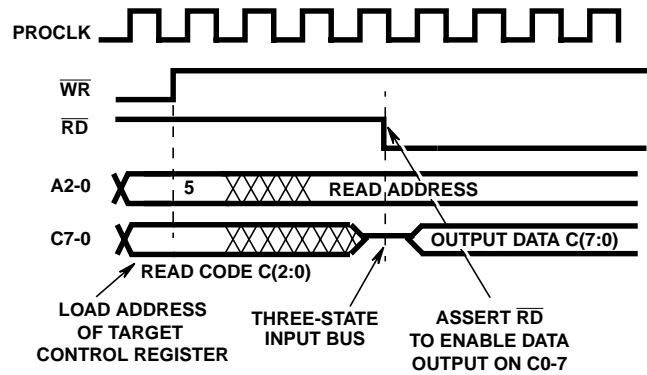 PROCLK
WR
RD
A2-0
5
READ ADDRESS
C7-0
OUTPUT DATA C(7:0)
READ CODE C(2:0)
LOAD ADDRESS
OF TARGET
CONTROL REGISTER
THREE-STATE
INPUT BUS
ASSERT RD
TO ENABLE DATA
OUTPUT ON C0-7